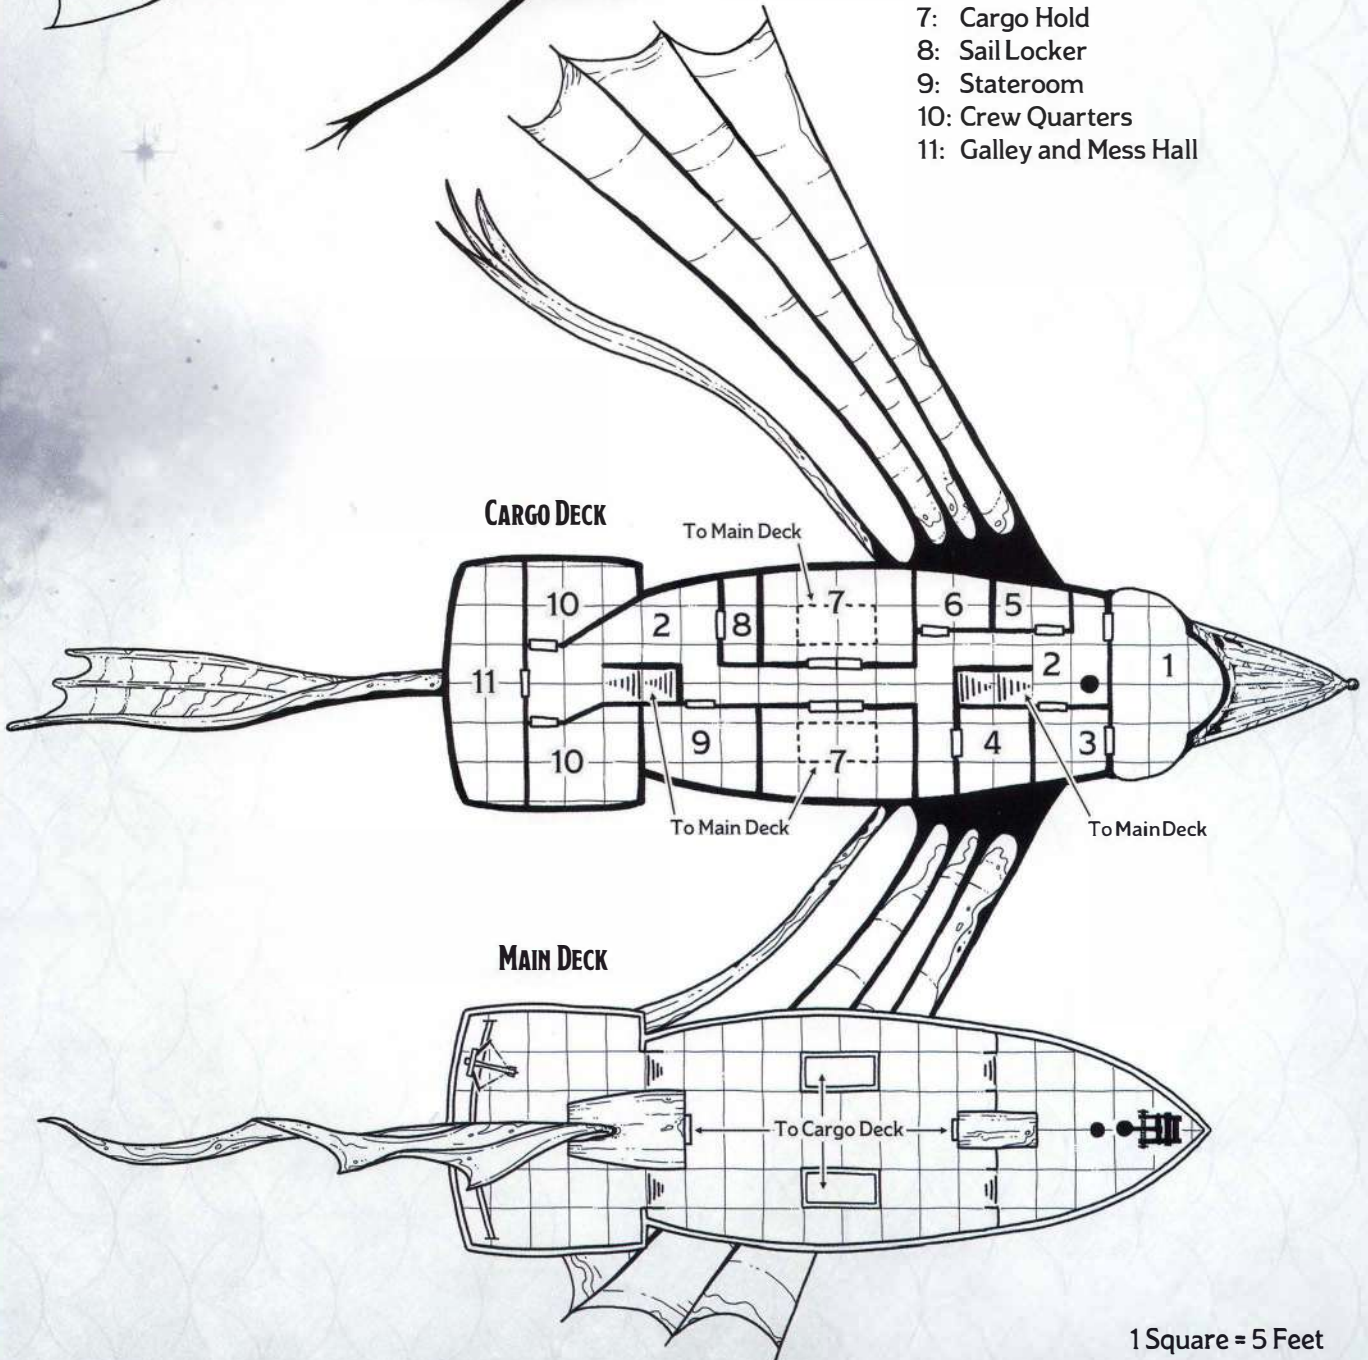 7: Cargo Hold
8: Sail Locker
9: Stateroom
10: Crew Quarters
11: Galley and Mess Hall
CARGO DECK
To Main Deck
10
2
8
7
6
5
11
2
1
10
9
7
4
3
To Main Deck
To Main Deck
MAIN DECK
To Cargo Deck
1 Square = 5 Feet